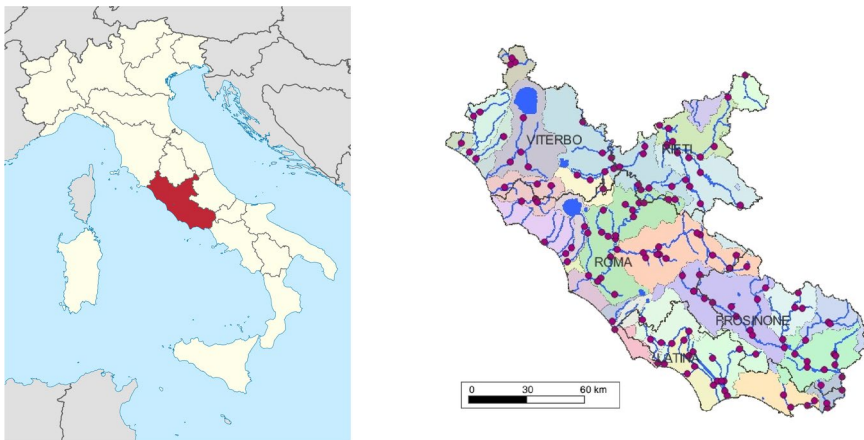 VITERBO
RIETI
ROMA
FROSINONE
LATINA
0 30 60 km